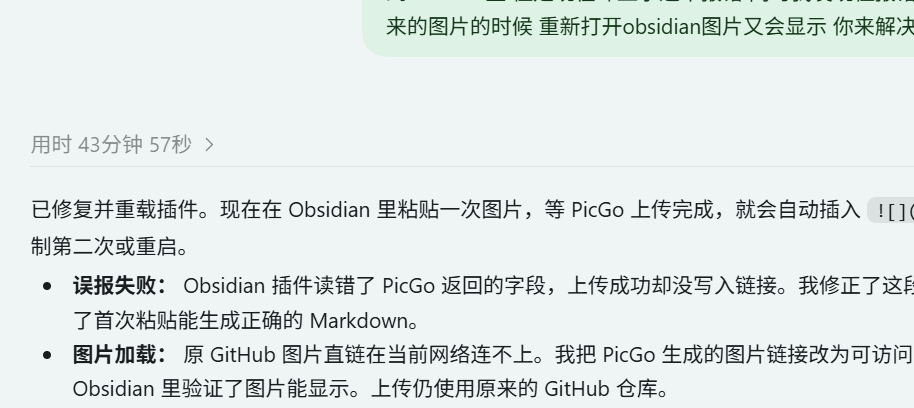 来的图片的时候 重新打开obsidian图片又会显示 你来解决
用时 43分钟 57秒 >
已修复并重载插件。现在在 Obsidian 里粘贴一次图片，等 PicGo 上传完成，就会自动插入 ![](
制第二次或重启。
• 误报失败： Obsidian 插件读错了 PicGo 返回的字段，上传成功却没写入链接。我修正了这段
了首次粘贴能生成正确的 Markdown。
• 图片加载： 原 GitHub 图片直链在当前网络连不上。我把 PicGo 生成的图片链接改为可访问
Obsidian 里验证了图片能显示。上传仍使用原来的 GitHub 仓库。